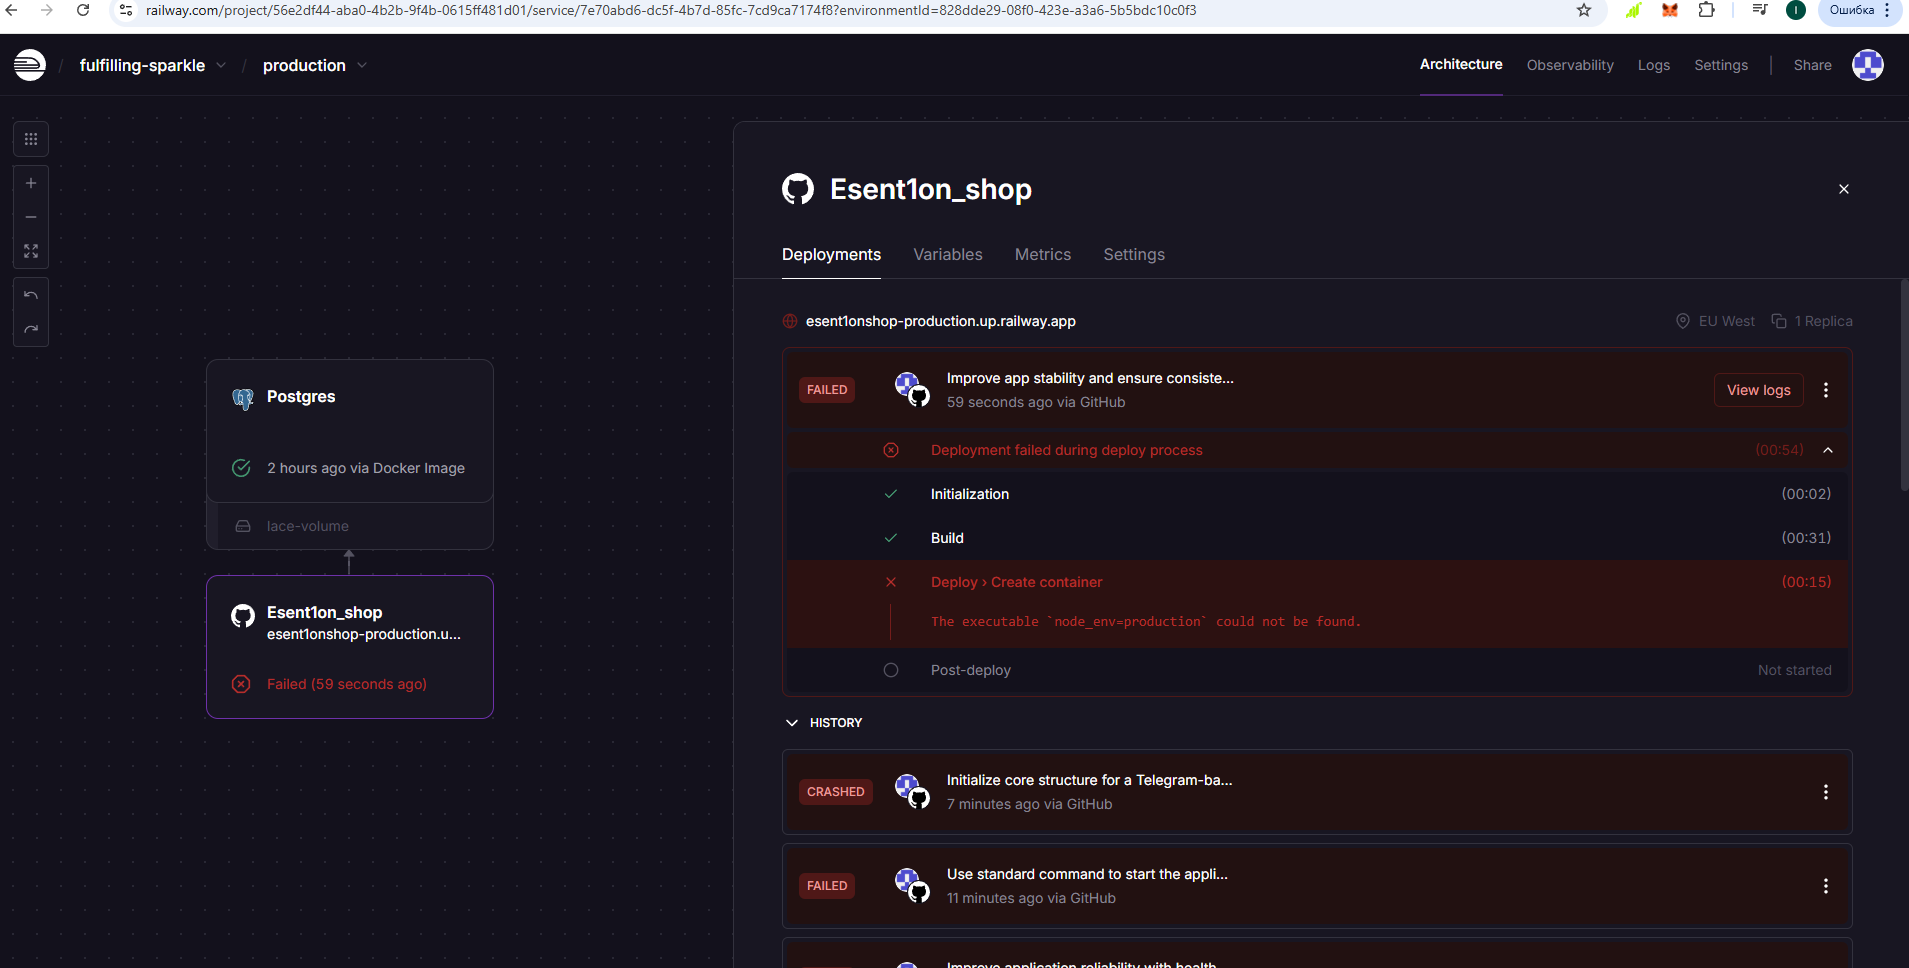 railway.com/project/56e2df44-aba0-4b2b-9f4b-0615ff481d01/service/7e70abd6-dc5f-4b7d-85fc-7cd9ca7174f8?environmentId=828dde29-08f0-423e-a3a6-5b5bdc10c0f3
I
Ошибка
/ fulfilling-sparkle / production
Architecture
Observability
Logs
Settings
Share
Postgres
2 hours ago via Docker Image
lace-volume
Esent1on_shop
esent1onshop-production.u...
Failed (59 seconds ago)
Esent1on_shop
Deployments
Variables
Metrics
Settings
esent1onshop-production.up.railway.app
EU West
1 Replica
FAILED
Improve app stability and ensure consiste...
59 seconds ago via GitHub
View logs
Deployment failed during deploy process
(00:54)
Initialization
(00:02)
Build
(00:31)
Deploy › Create container
(00:15)
The executable `node_env=production` could not be found.
Post-deploy
Not started
HISTORY
CRASHED
Initialize core structure for a Telegram-ba...
7 minutes ago via GitHub
FAILED
Use standard command to start the appli...
11 minutes ago via GitHub
Improve application reliability with health